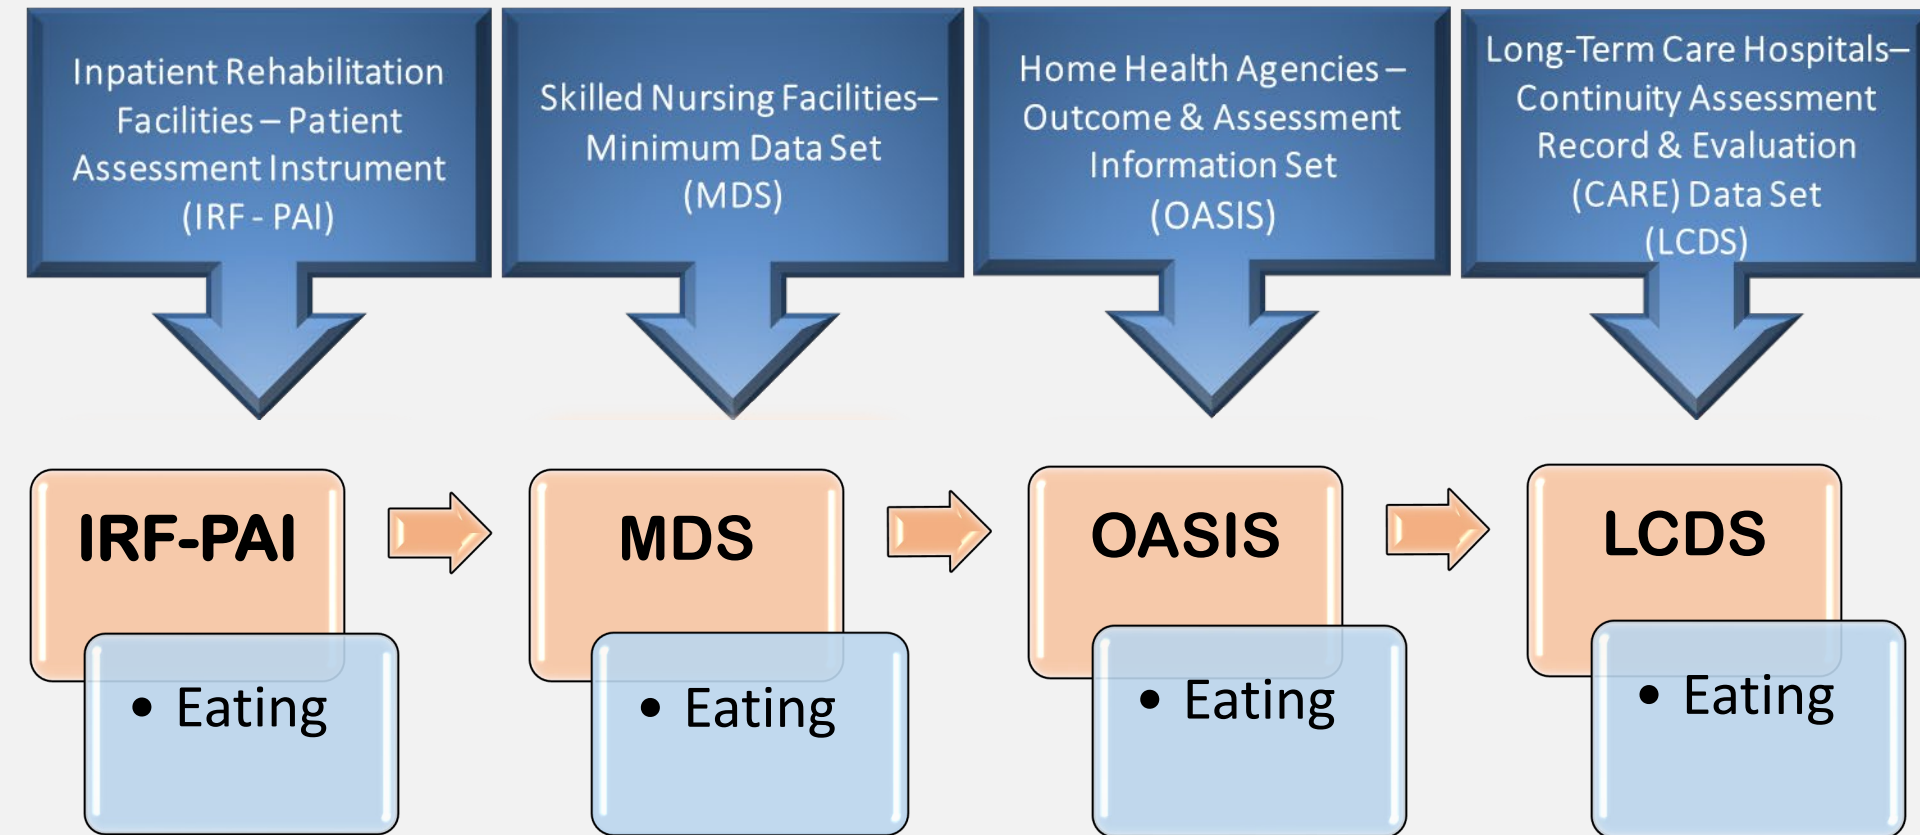 Inpatient Rehabilitation
Facilities – Patient
Assessment Instrument
(IRF - PAI)
Skilled Nursing Facilities–
Minimum Data Set
(MDS)
Home Health Agencies –
Outcome & Assessment
Information Set
(OASIS)
Long-Term Care Hospitals–
Continuity Assessment
Record & Evaluation
(CARE) Data Set
(LCDS)
IRF-PAI
MDS
OASIS
LCDS
• Eating
• Eating
• Eating
• Eating